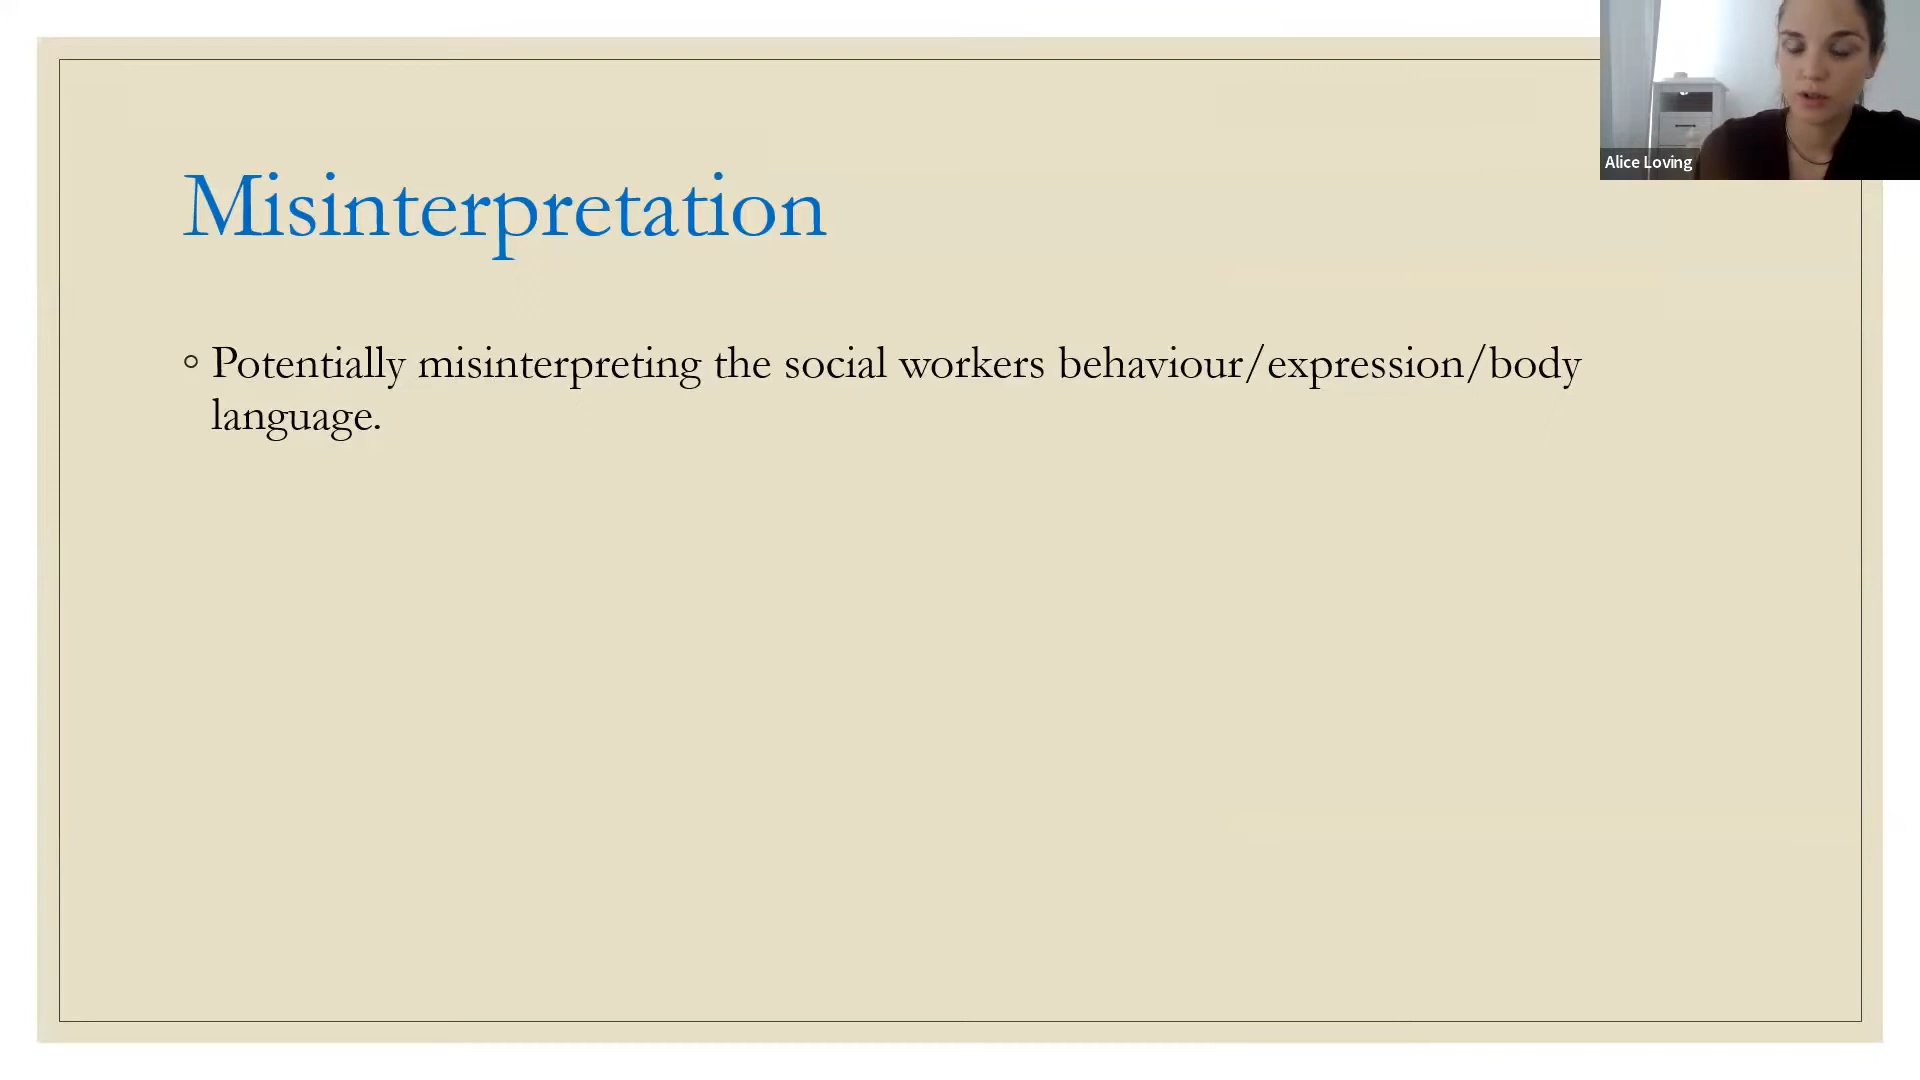 Misinterpretation
◦ Potentially misinterpreting the social workers behaviour/expression/body
language.
Alice Loving